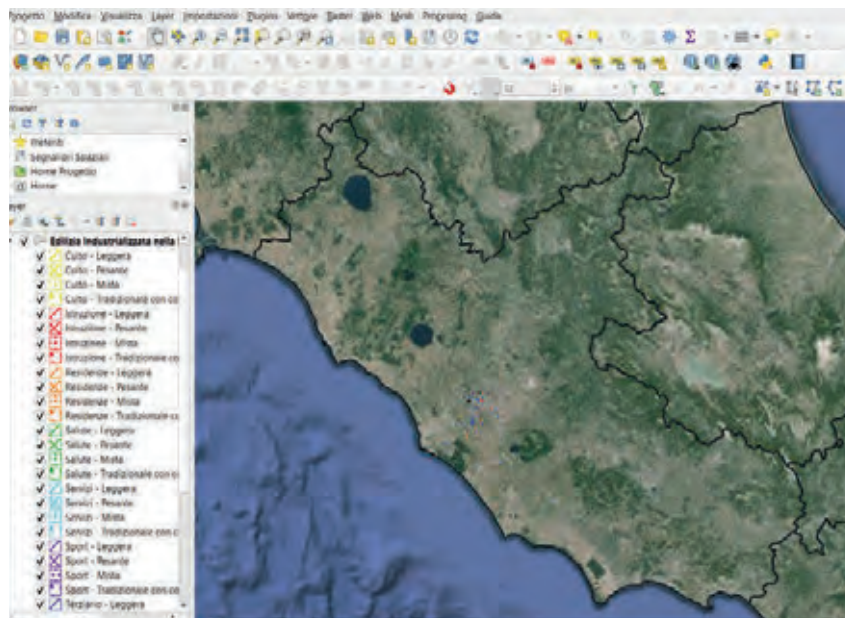 Progetto Modifica Visualizza Layer Impostazioni Plugins Vettore Raster Web Mesh Processing Guida
Browser
Preferiti
Segnalibri Spaziali
Home Progetto
Home
Layer
Edilizia Industrializzata nella
Culto - Leggera
Culto - Pesante
Culto - Mista
Culto - Tradizionale con co
Istruzione - Leggera
Istruzione - Pesante
Istruzione - Mista
Istruzione - Tradizionale co
Residenze - Leggera
Residenze - Pesante
Residenze - Mista
Residenze - Tradizionale co
Salute - Leggera
Salute - Pesante
Salute - Mista
Salute - Tradizionale con co
Servizi - Leggera
Servizi - Pesante
Servizi - Mista
Servizi - Tradizionale con c
Sport - Leggera
Sport - Pesante
Sport - Mista
Sport - Tradizionale con co
Terziario - Leggera